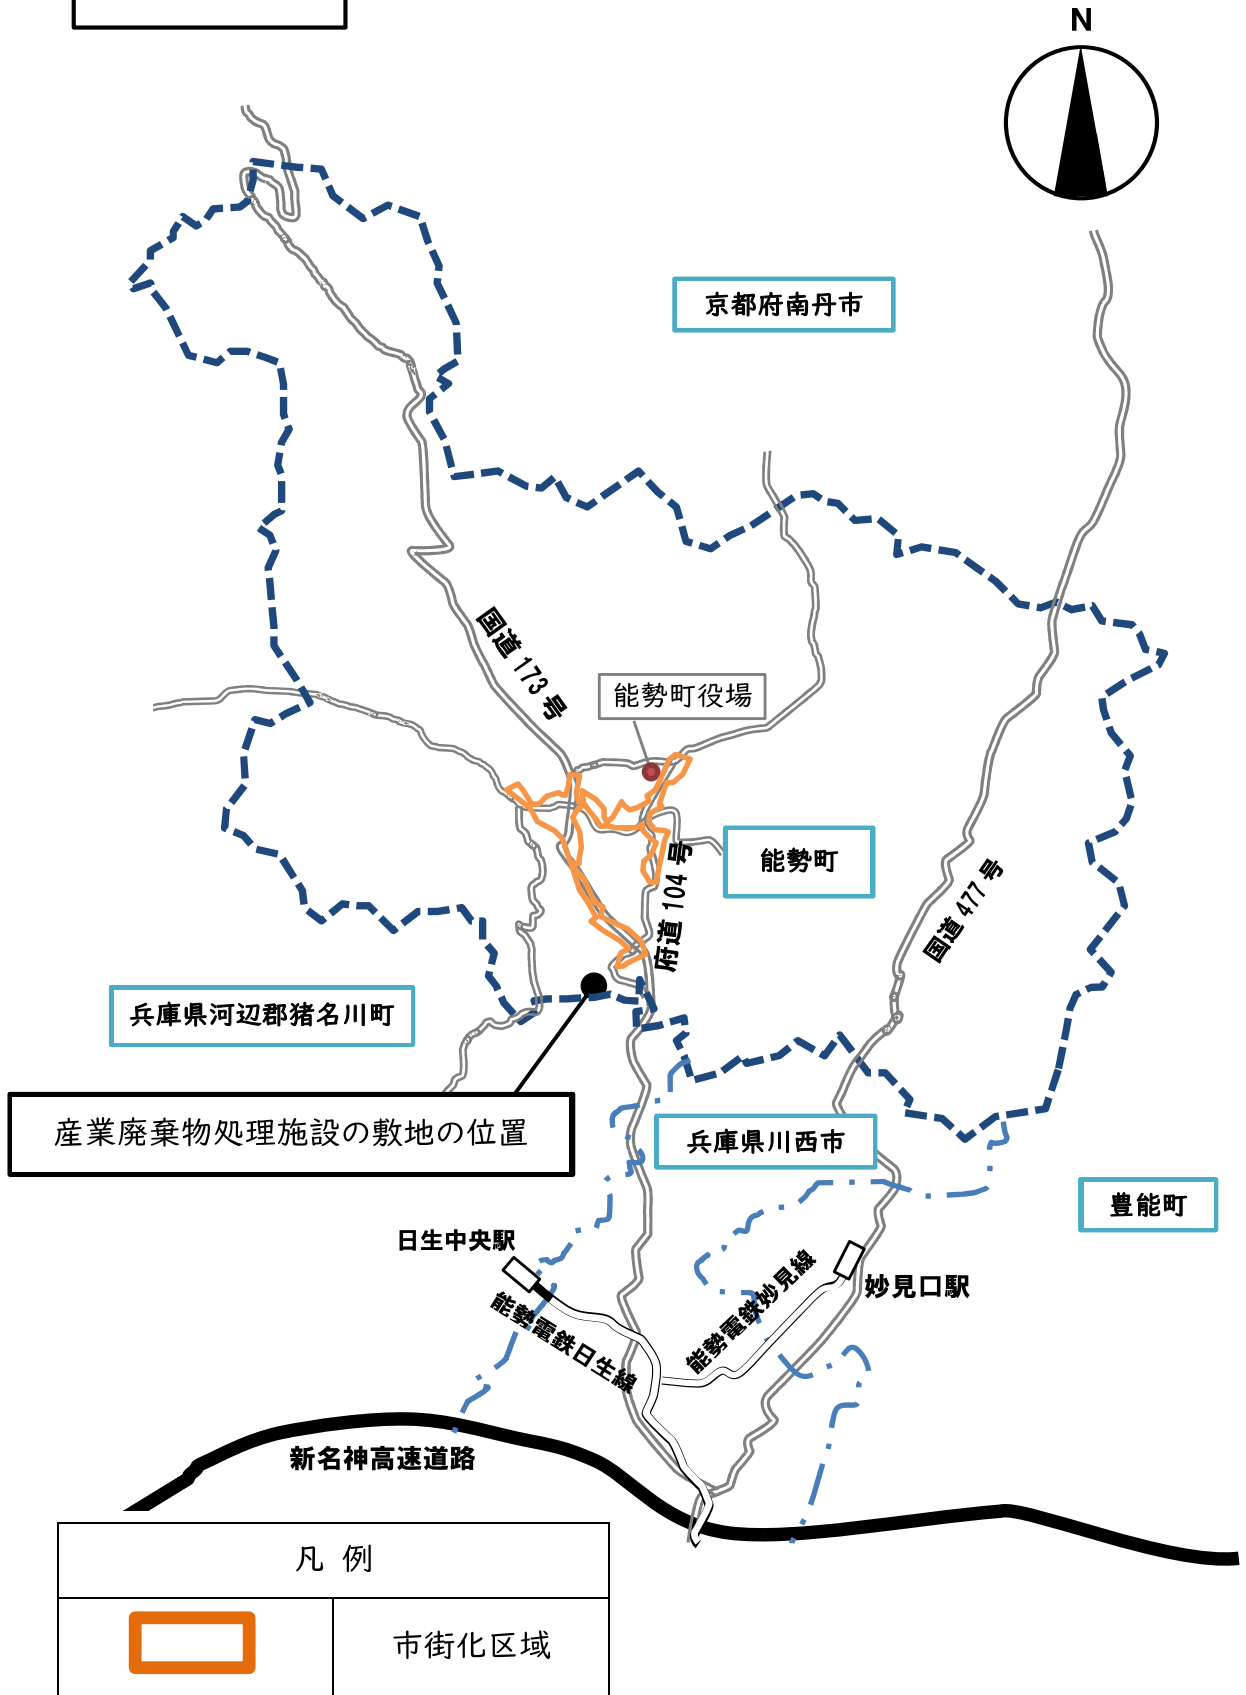 N
京都府南丹市
国道173号
能勢町役場
能勢町
府道104号
国道477号
兵庫県河辺郡猪名川町
産業廃棄物処理施設の敷地の位置
兵庫県川西市
豊能町
日生中央駅
妙見口駅
能勢電鉄日生線
能勢電鉄妙見線
新名神高速道路
凡 例
市街化区域